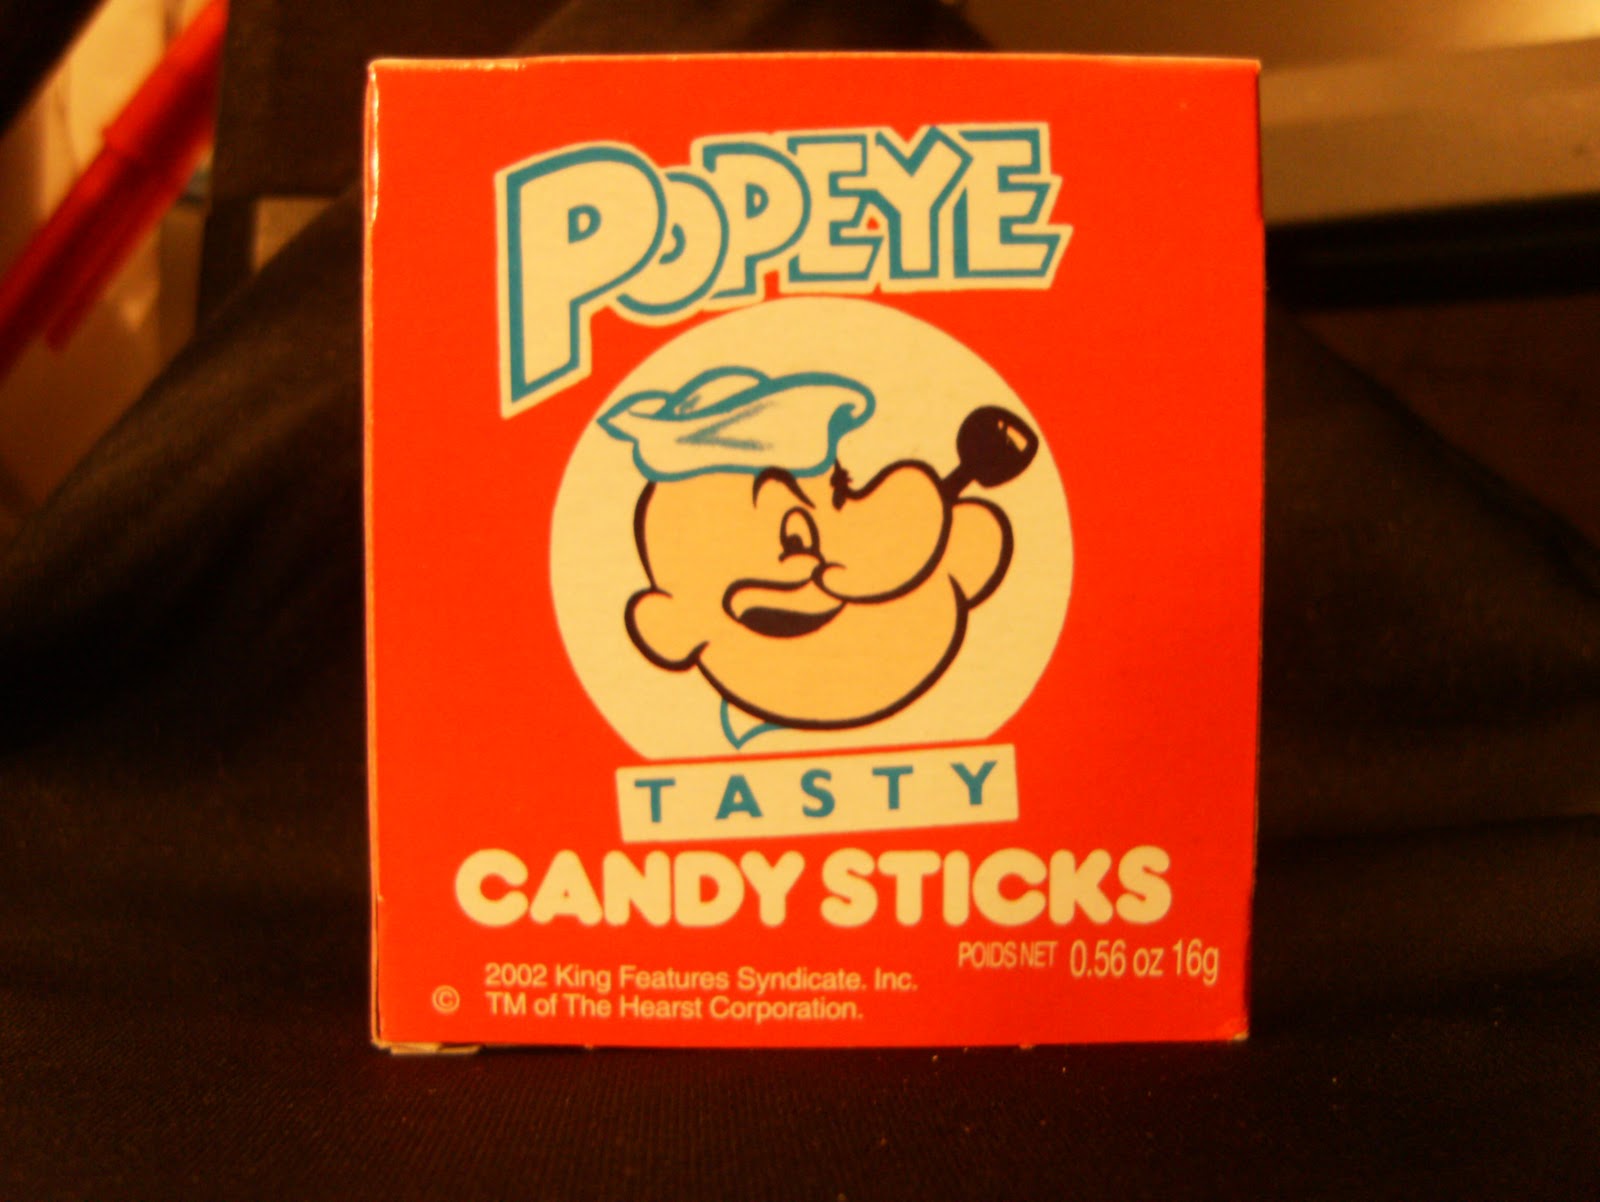 POPEYE
TASTY
CANDY STICKS
POIDS NET 0.56 oz 16g
© 2002 King Features Syndicate. Inc.
TM of The Hearst Corporation.